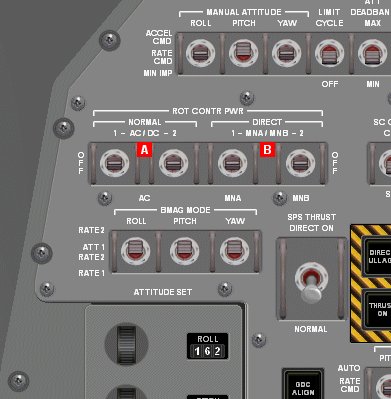 MANUAL ATTITUDE
LIMIT
DEADBAN
ROLL PITCH YAW CYCLE MAX
ACCEL
CMD
RATE
CMD
MIN IMP
OFF MIN
ROT CONTR PWR
NORMAL DIRECT
1 - AC/DC - 2 1 - MNA/MNB - 2
A B
OFF
OFF
AC MNA MNB
BMAG MODE
ROLL PITCH YAW
RATE 2
ATT 1
RATE 2
RATE 1
SPS THRUST
DIRECT ON
NORMAL
ATTITUDE SET
DIREC
ULLAG
THRUS
ON
ROLL
162
GDC
ALIGN
AUTO
RATE
CMD
PIT
SC C